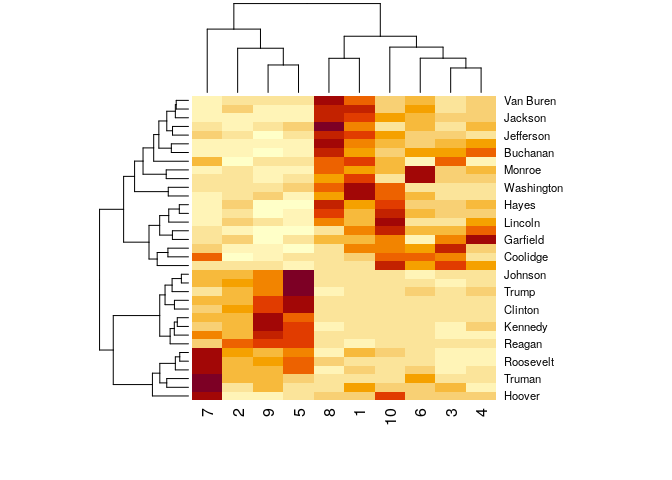 Van Buren
Jackson
Jefferson
Buchanan
Monroe
Washington
Hayes
Lincoln
Garfield
Coolidge
Johnson
Trump
Clinton
Kennedy
Reagan
Roosevelt
Truman
Hoover
7 2 9 5 8 1 10 6 3 4